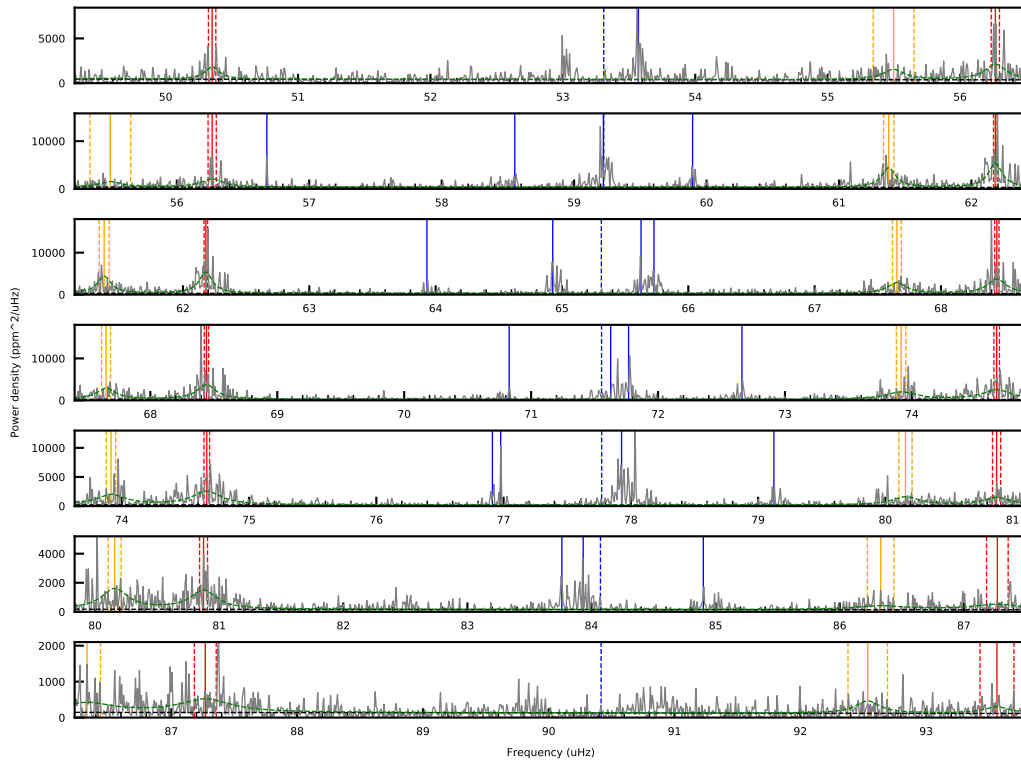 5000
0
50 51 52 53 54 55 56
10000
0
56 57 58 59 60 61 62
10000
0
62 63 64 65 66 67 68
10000
0
68 69 70 71 72 73 74
10000
5000
0
74 75 76 77 78 79 80 81
4000
2000
0
80 81 82 83 84 85 86 87
2000
1000
0
87 88 89 90 91 92 93
Power density (ppm^2/uHz)
Frequency (uHz)